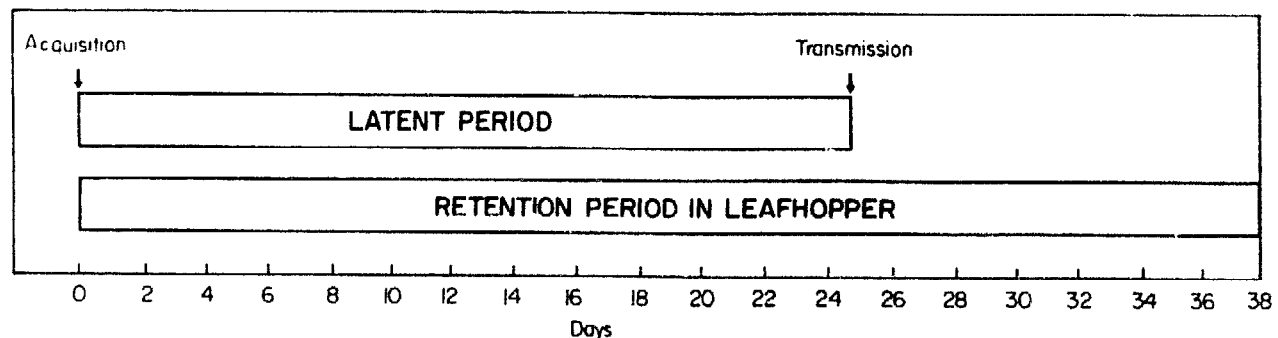 Acquisition
Transmission
LATENT PERIOD
RETENTION PERIOD IN LEAFHOPPER
0 2 4 6 8 10 12 14 16 18 20 22 24 26 28 30 32 34 36 38
Days